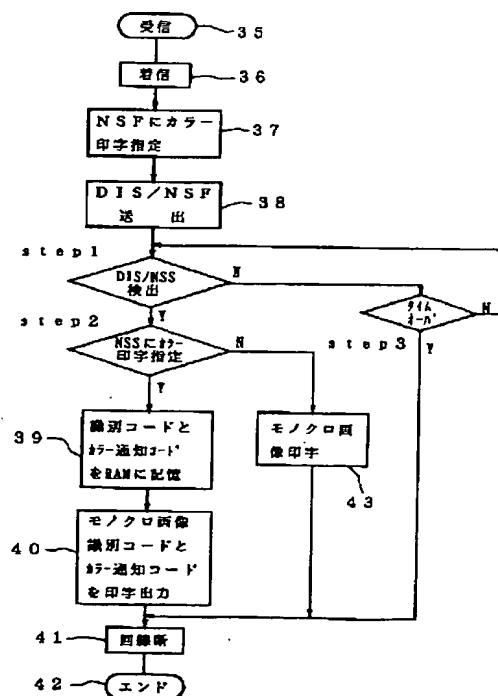 受信
３５
着信
３６
ＮＳＦにカラー
印字指定
３７
ＤＩＳ／ＮＳＦ
送　出
３８
ｓｔｅｐ１
DIS/NSS
検出
N
Y
タイム
ｵｰﾊﾞ
N
Y
ｓｔｅｐ２
ｓｔｅｐ３
NSSにｶﾗｰ
印字指定
N
Y
３９
識別コードと
ｶﾗｰ通知ｺｰﾄﾞ
をRAMに記憶
モノクロ画
像印字
４３
４０
モノクロ画像
識別コードと
ｶﾗｰ通知コード
を印字出力
４１
回線断
４２
エンド